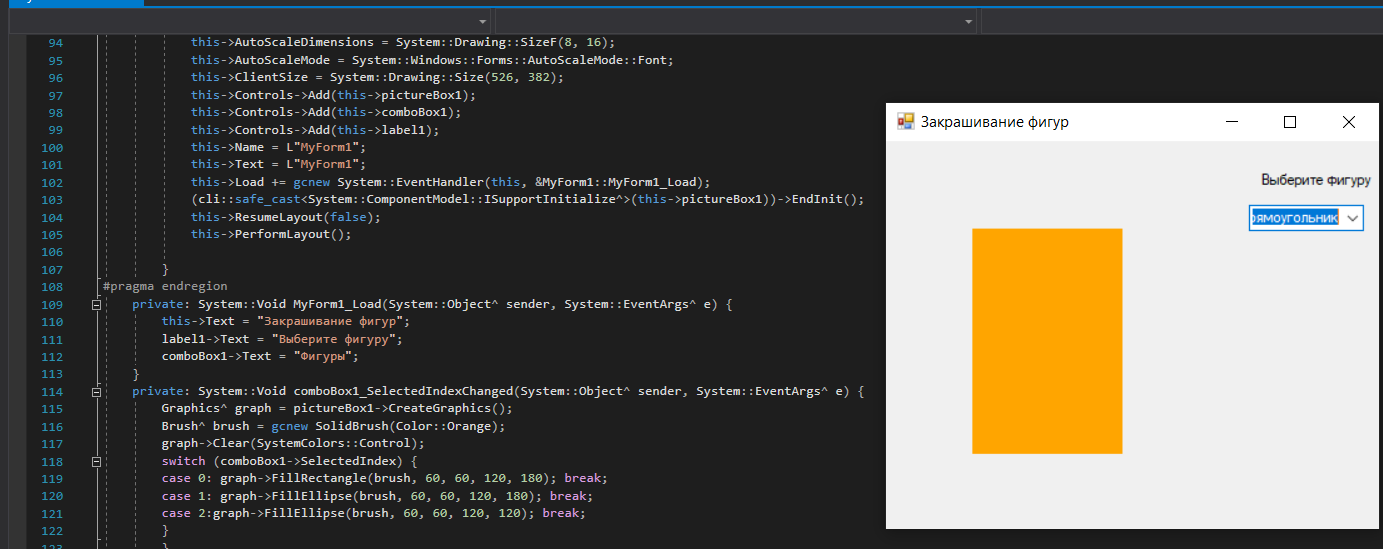 94 this->AutoScaleDimensions = System::Drawing::SizeF(8, 16);
95 this->AutoScaleMode = System::Windows::Forms::AutoScaleMode::Font;
96 this->ClientSize = System::Drawing::Size(526, 382);
97 this->Controls->Add(this->pictureBox1);
98 this->Controls->Add(this->comboBox1);
99 this->Controls->Add(this->label1);
100 this->Name = L"MyForm1";
101 this->Text = L"MyForm1";
102 this->Load += gcnew System::EventHandler(this, &MyForm1::MyForm1_Load);
103 (cli::safe_cast<System::ComponentModel::ISupportInitialize^>(this->pictureBox1))->EndInit();
104 this->ResumeLayout(false);
105 this->PerformLayout();
106
107 }
108 #pragma endregion
109 private: System::Void MyForm1_Load(System::Object^ sender, System::EventArgs^ e) {
110 this->Text = "Закрашивание фигур";
111 label1->Text = "Выберите фигуру";
112 comboBox1->Text = "Фигуры";
113 }
114 private: System::Void comboBox1_SelectedIndexChanged(System::Object^ sender, System::EventArgs^ e) {
115 Graphics^ graph = pictureBox1->CreateGraphics();
116 Brush^ brush = gcnew SolidBrush(Color::Orange);
117 graph->Clear(SystemColors::Control);
118 switch (comboBox1->SelectedIndex) {
119 case 0: graph->FillRectangle(brush, 60, 60, 120, 180); break;
120 case 1: graph->FillEllipse(brush, 60, 60, 120, 180); break;
121 case 2:graph->FillEllipse(brush, 60, 60, 120, 120); break;
122 }
123 }
Закрашивание фигур
Выберите фигуру
рямоугольник